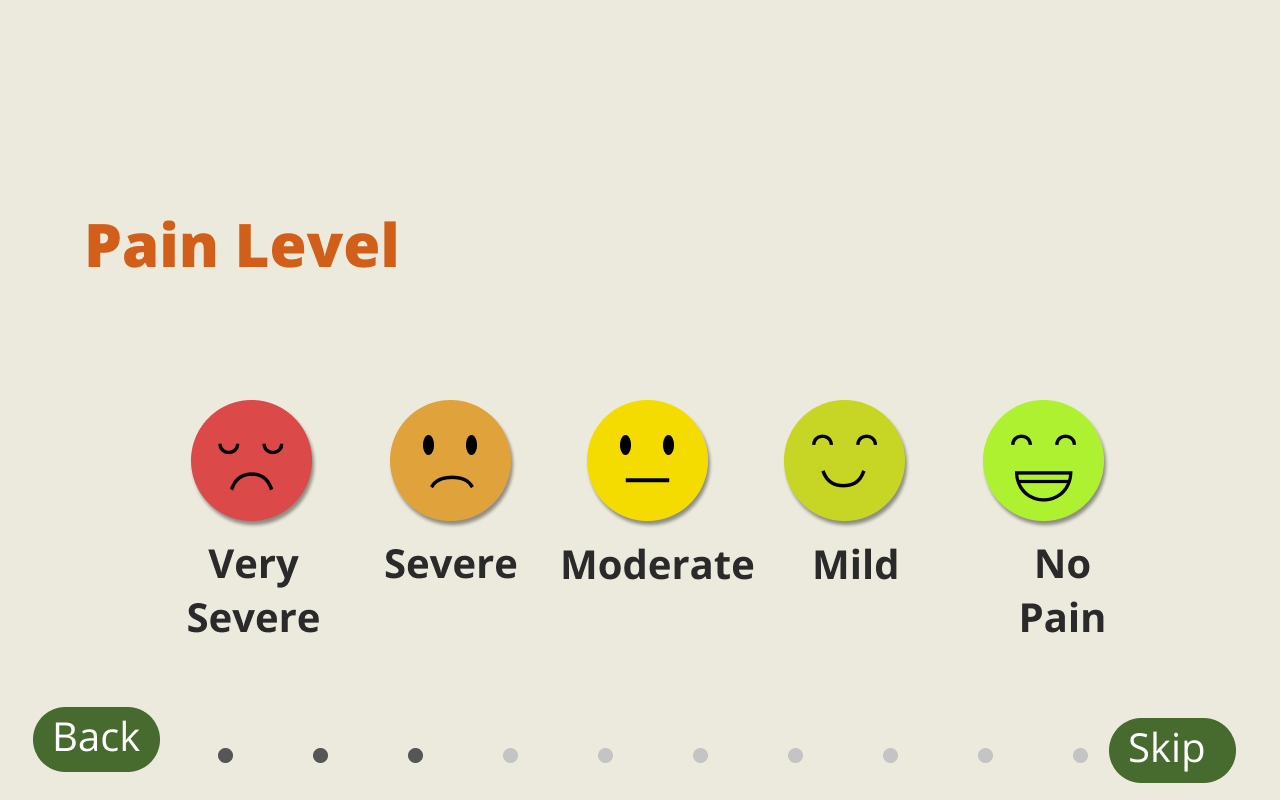 Pain Level
Very
Severe
Severe
Moderate
Mild
No
Pain
Back
Skip